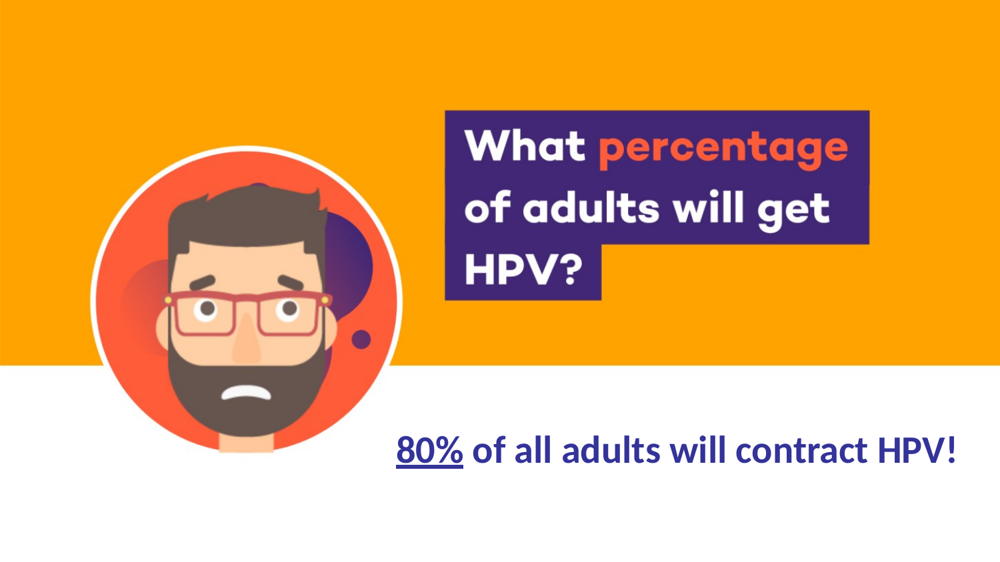 What percentage
of adults will get
HPV?
80% of all adults will contract HPV!